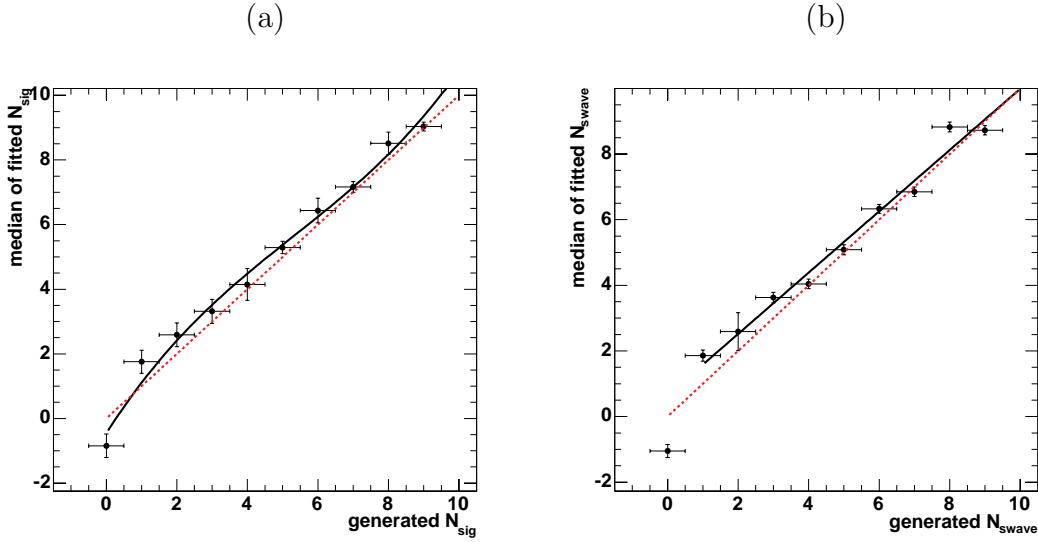 (a)
(b)
median of fitted N_sig
10
8
6
4
2
0
-2
0 2 4 6 8 10
generated N_sig
median of fitted N_swave
8
6
4
2
0
-2
0 2 4 6 8 10
generated N_swave